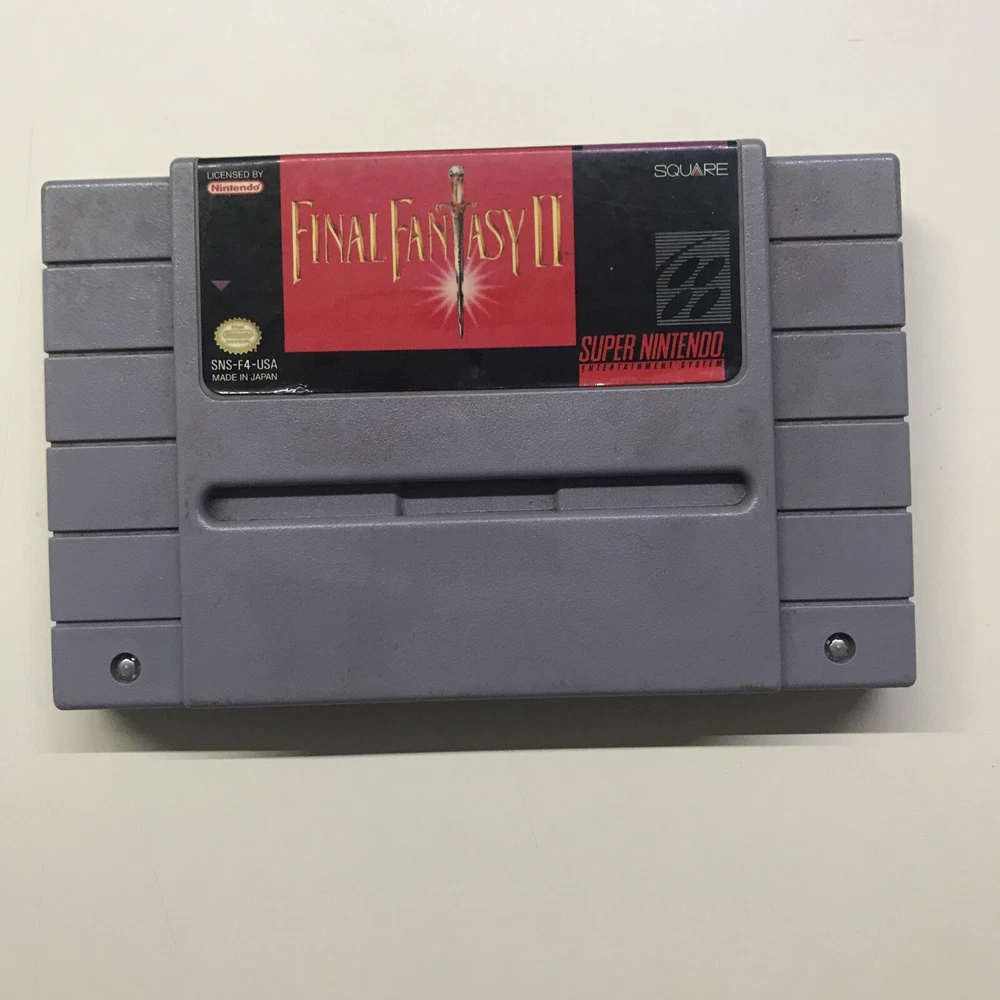 LICENSED BY
Nintendo
FINAL FANTASY II
SQUARE
SNS-F4-USA
MADE IN JAPAN
SUPER NINTENDO
ENTERTAINMENT SYSTEM